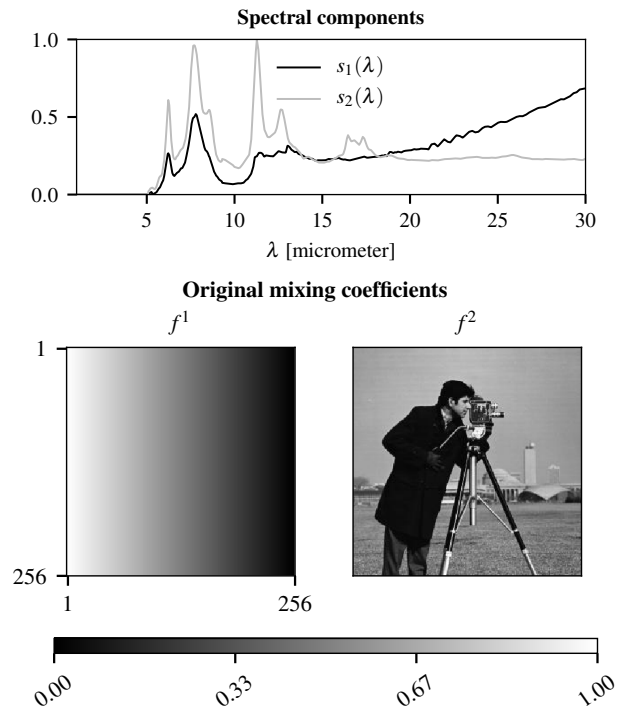 Spectral components
1.0
0.5
0.0
s₁(λ)
s₂(λ)
5 10 15 20 25 30
λ [micrometer]
Original mixing coefficients
f¹ f²
1
256
1 256
0.00 0.33 0.67 1.00